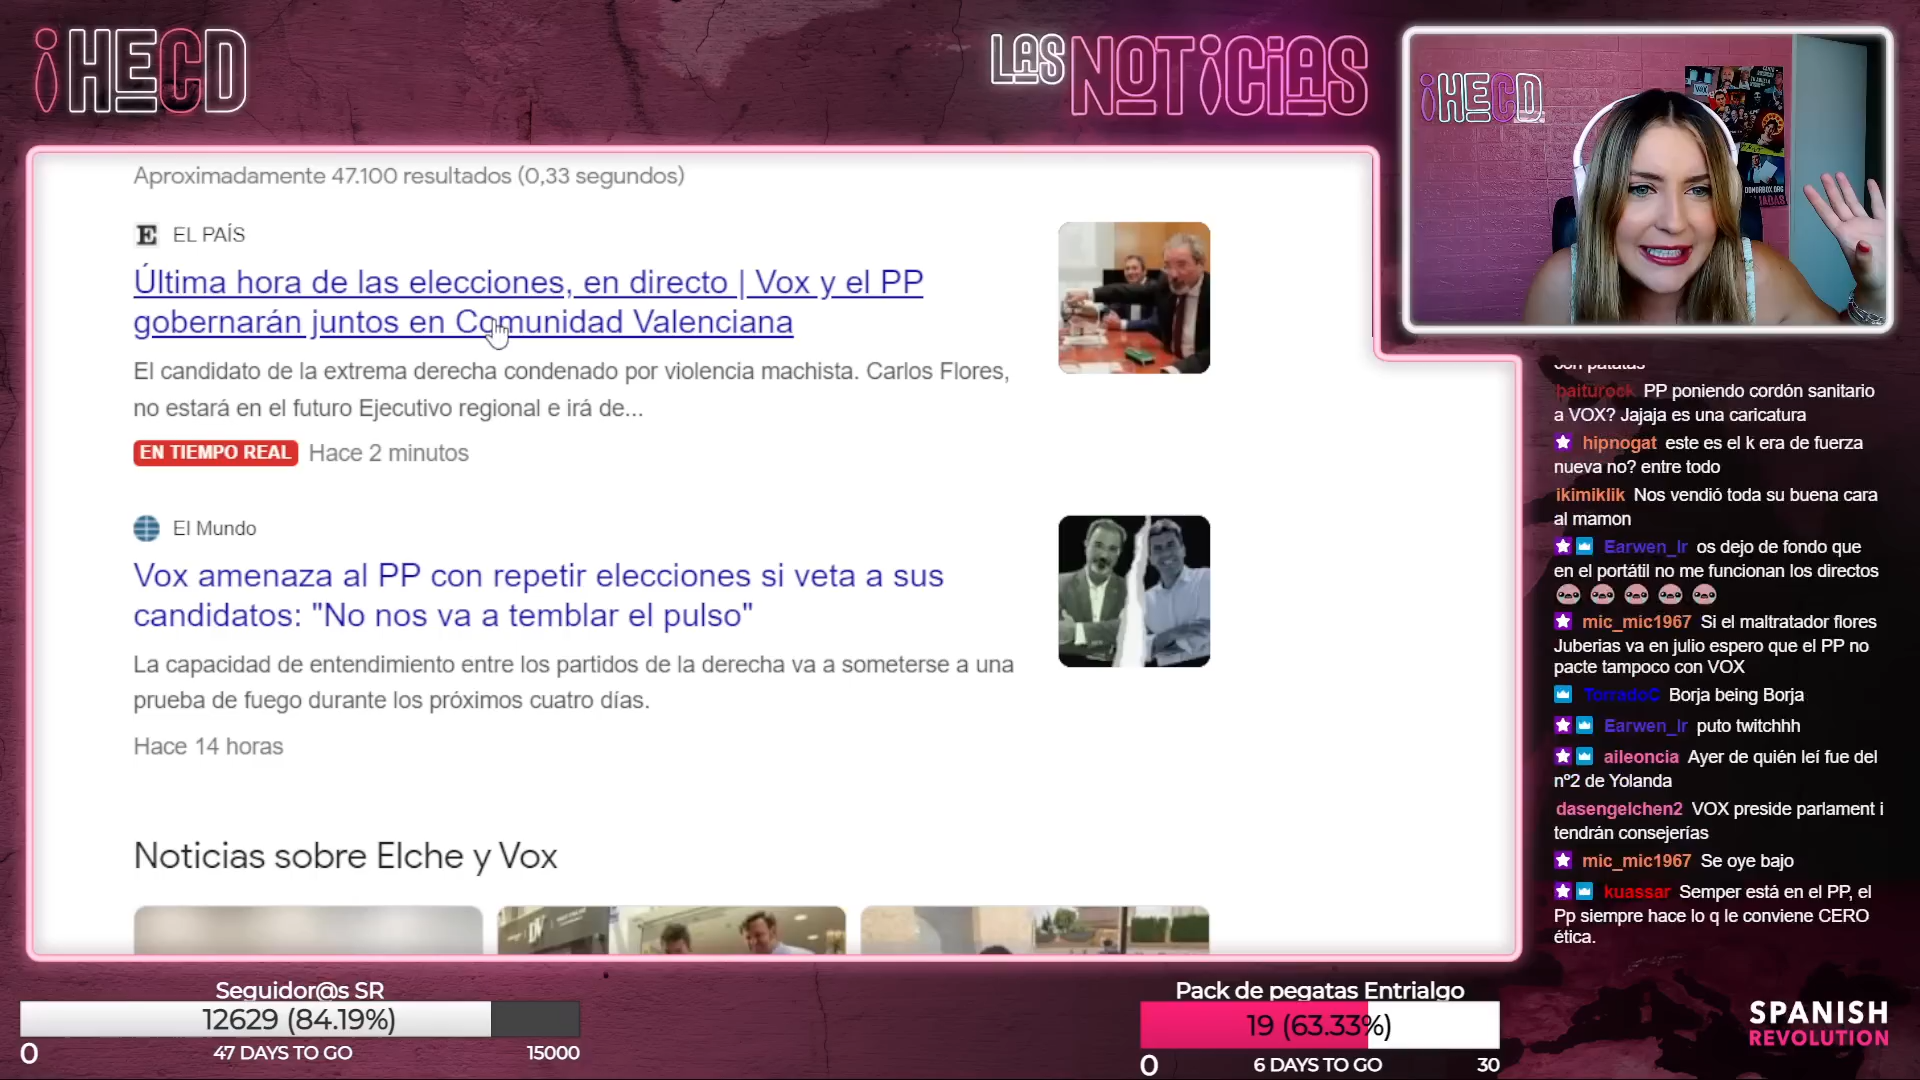 ¡HECD
LAS NOTICIAS
¡HECD
Aproximadamente 47.100 resultados (0,33 segundos)
EL PAÍS
Última hora de las elecciones, en directo | Vox y el PP
gobernarán juntos en Comunidad Valenciana
El candidato de la extrema derecha condenado por violencia machista. Carlos Flores,
no estará en el futuro Ejecutivo regional e irá de...
EN TIEMPO REAL Hace 2 minutos
El Mundo
Vox amenaza al PP con repetir elecciones si veta a sus
candidatos: "No nos va a temblar el pulso"
La capacidad de entendimiento entre los partidos de la derecha va a someterse a una
prueba de fuego durante los próximos cuatro días.
Hace 14 horas
Noticias sobre Elche y Vox
con patatas
paiturock PP poniendo cordón sanitario
a VOX? Jajaja es una caricatura
hipnogat este es el k era de fuerza
nueva no? entre todo
ikimiklik Nos vendió toda su buena cara
al mamon
Earwen_Ir os dejo de fondo que
en el portátil no me funcionan los directos
mic_mic1967 Si el maltratador flores
Juberias va en julio espero que el PP no
pacte tampoco con VOX
TorradoC Borja being Borja
Earwen_Ir puto twitchhh
aileoncia Ayer de quién leí fue del
nº2 de Yolanda
dasengelchen2 VOX preside parlament i
tendrán consejerías
mic_mic1967 Se oye bajo
kuassar Semper está en el PP, el
Pp siempre hace lo q le conviene CERO
ética.
Seguidor@s SR
12629 (84.19%)
0 47 DAYS TO GO 15000
Pack de pegatas Entrialgo
19 (63.33%)
0 6 DAYS TO GO 30
SPANISH
REVOLUTION